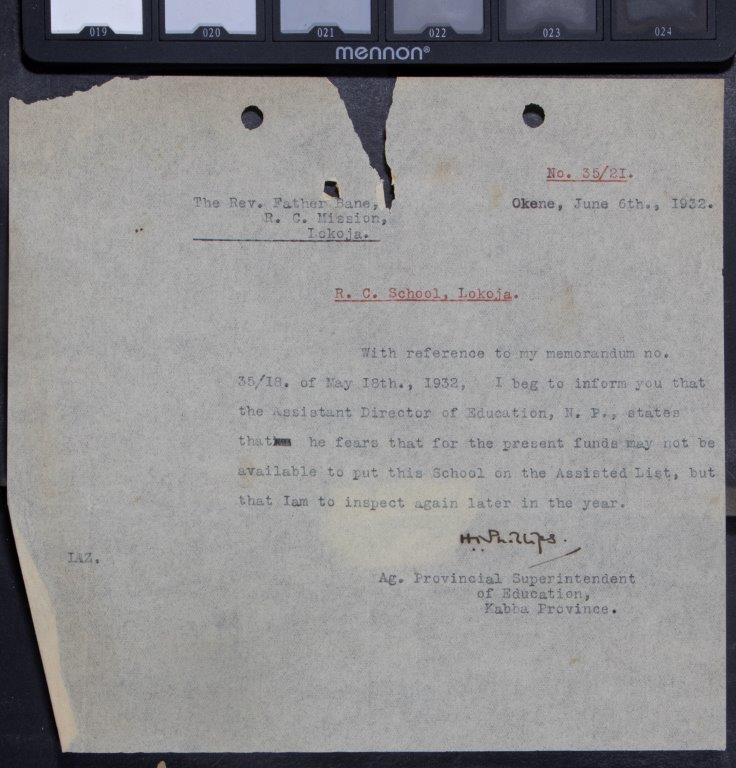 019 020 021 022 023 024
mennon®
No. 35/21.
The Rev. Father Bane, Okene, June 6th., 1932.
R. C. Mission,
Lokoja.
R. C. School, Lokoja.
With reference to my memorandum no.
35/18. of May 18th., 1932, I beg to inform you that
the Assistant Director of Education, N. P., states
that he fears that for the present funds may not be
available to put this School on the Assisted List, but
that Iam to inspect again later in the year.
Phillips.
IAZ.
Ag. Provincial Superintendent
of Education,
Kabba Province.